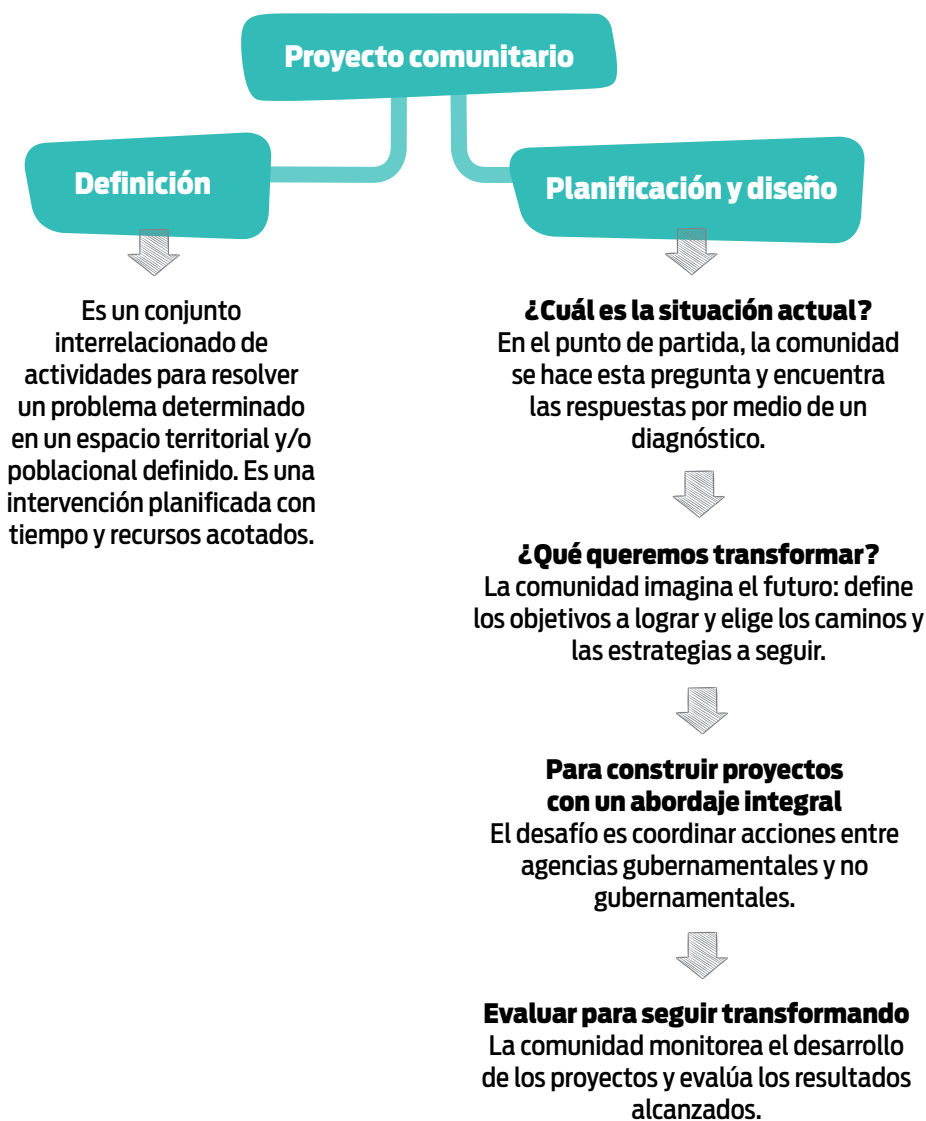 Proyecto comunitario
Definición
Es un conjunto
interrelacionado de
actividades para resolver
un problema determinado
en un espacio territorial y/o
poblacional definido. Es una
intervención planificada con
tiempo y recursos acotados.
Planificación y diseño
¿Cuál es la situación actual?
En el punto de partida, la comunidad
se hace esta pregunta y encuentra
las respuestas por medio de un
diagnóstico.
¿Qué queremos transformar?
La comunidad imagina el futuro: define
los objetivos a lograr y elige los caminos y
las estrategias a seguir.
Para construir proyectos
con un abordaje integral
El desafío es coordinar acciones entre
agencias gubernamentales y no
gubernamentales.
Evaluar para seguir transformando
La comunidad monitorea el desarrollo
de los proyectos y evalúa los resultados
alcanzados.